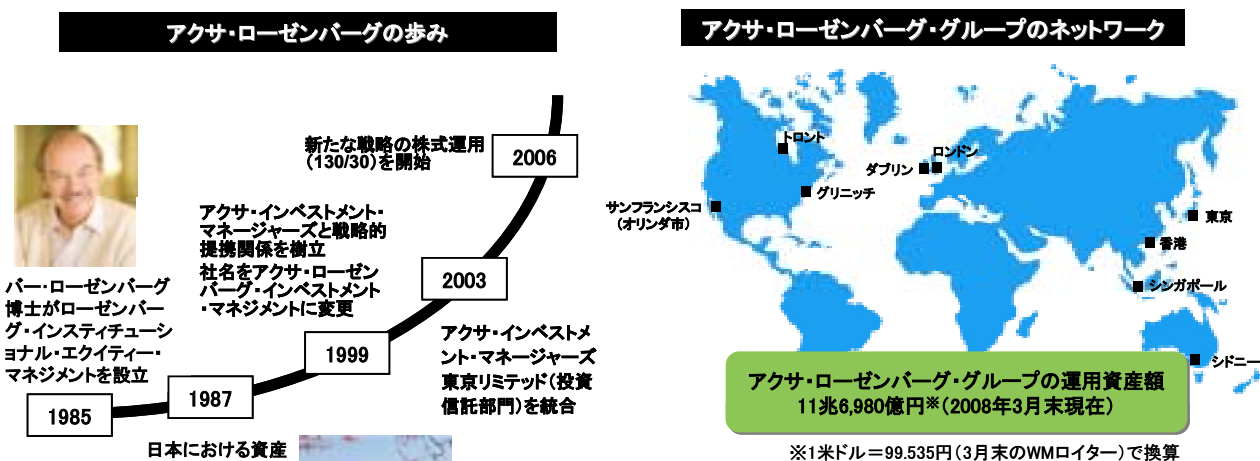 アクサ・ローゼンバーグの歩み
新たな戦略の株式運用
（130/30）を開始
2006
アクサ・インベストメント・
マネージャーズと戦略的
提携関係を樹立
社名をアクサ・ローゼン
バーグ・インベストメント
・マネジメントに変更
2003
バー・ローゼンバーグ
博士がローゼンバー
グ・インスティチューシ
ョナル・エクイティー・
マネジメントを設立
1999
アクサ・インベストメ
ント・マネージャーズ
東京リミテッド（投資
信託部門）を統合
1987
1985
日本における資産
アクサ・ローゼンバーグ・グループのネットワーク
トロント
ロンドン
ダブリン
グリニッチ
サンフランシスコ
（オリンダ市）
東京
香港
シンガポール
シドニー
アクサ・ローゼンバーグ・グループの運用資産額
11兆6,980億円※（2008年3月末現在）
※1米ドル＝99.535円（3月末のWMロイター）で換算